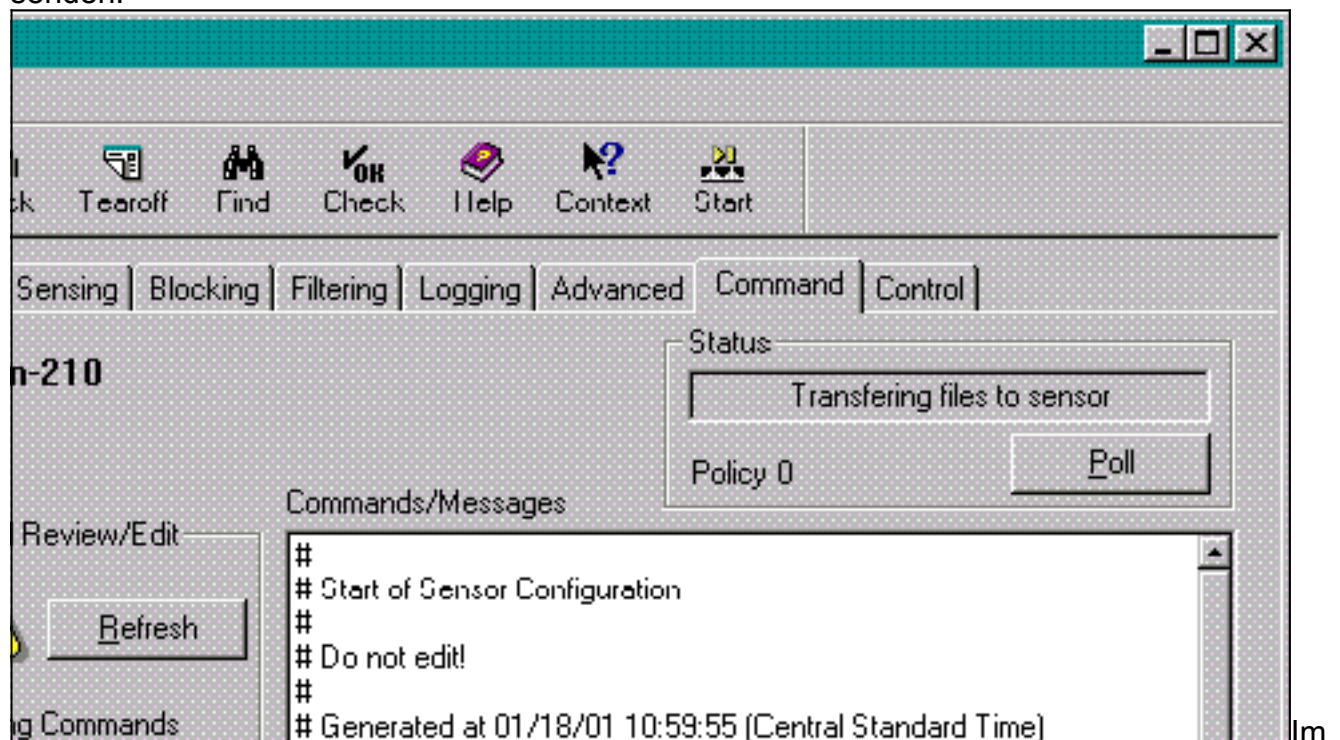 senden.
Tearoff Find Check Help Context Start
Sensing Blocking Filtering Logging Advanced Command Control
Status
n-210
Transfering files to sensor
Policy 0 Poll
Commands/Messages
Review/Edit
#
# Start of Sensor Configuration
#
Refresh
# Do not edit!
#
ng Commands
# Generated at 01/18/01 10:59:55 (Central Standard Time)
Im